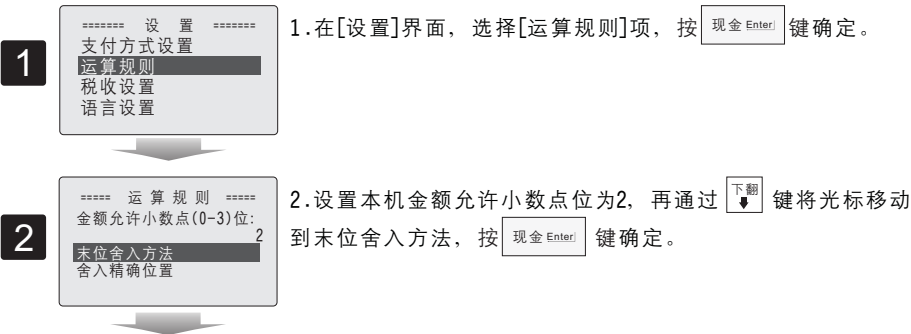 1
======= 设 置 =======
支付方式设置
运算规则
税收设置
语言设置
1.在[设置]界面，选择[运算规则]项，按 现金 Enter 键确定。
2
===== 运 算 规 则 =====
金额允许小数点(0-3)位:
2
末位舍入方法
舍入精确位置
2.设置本机金额允许小数点位为2，再通过 下翻 键将光标移动
到末位舍入方法，按 现金 Enter 键确定。